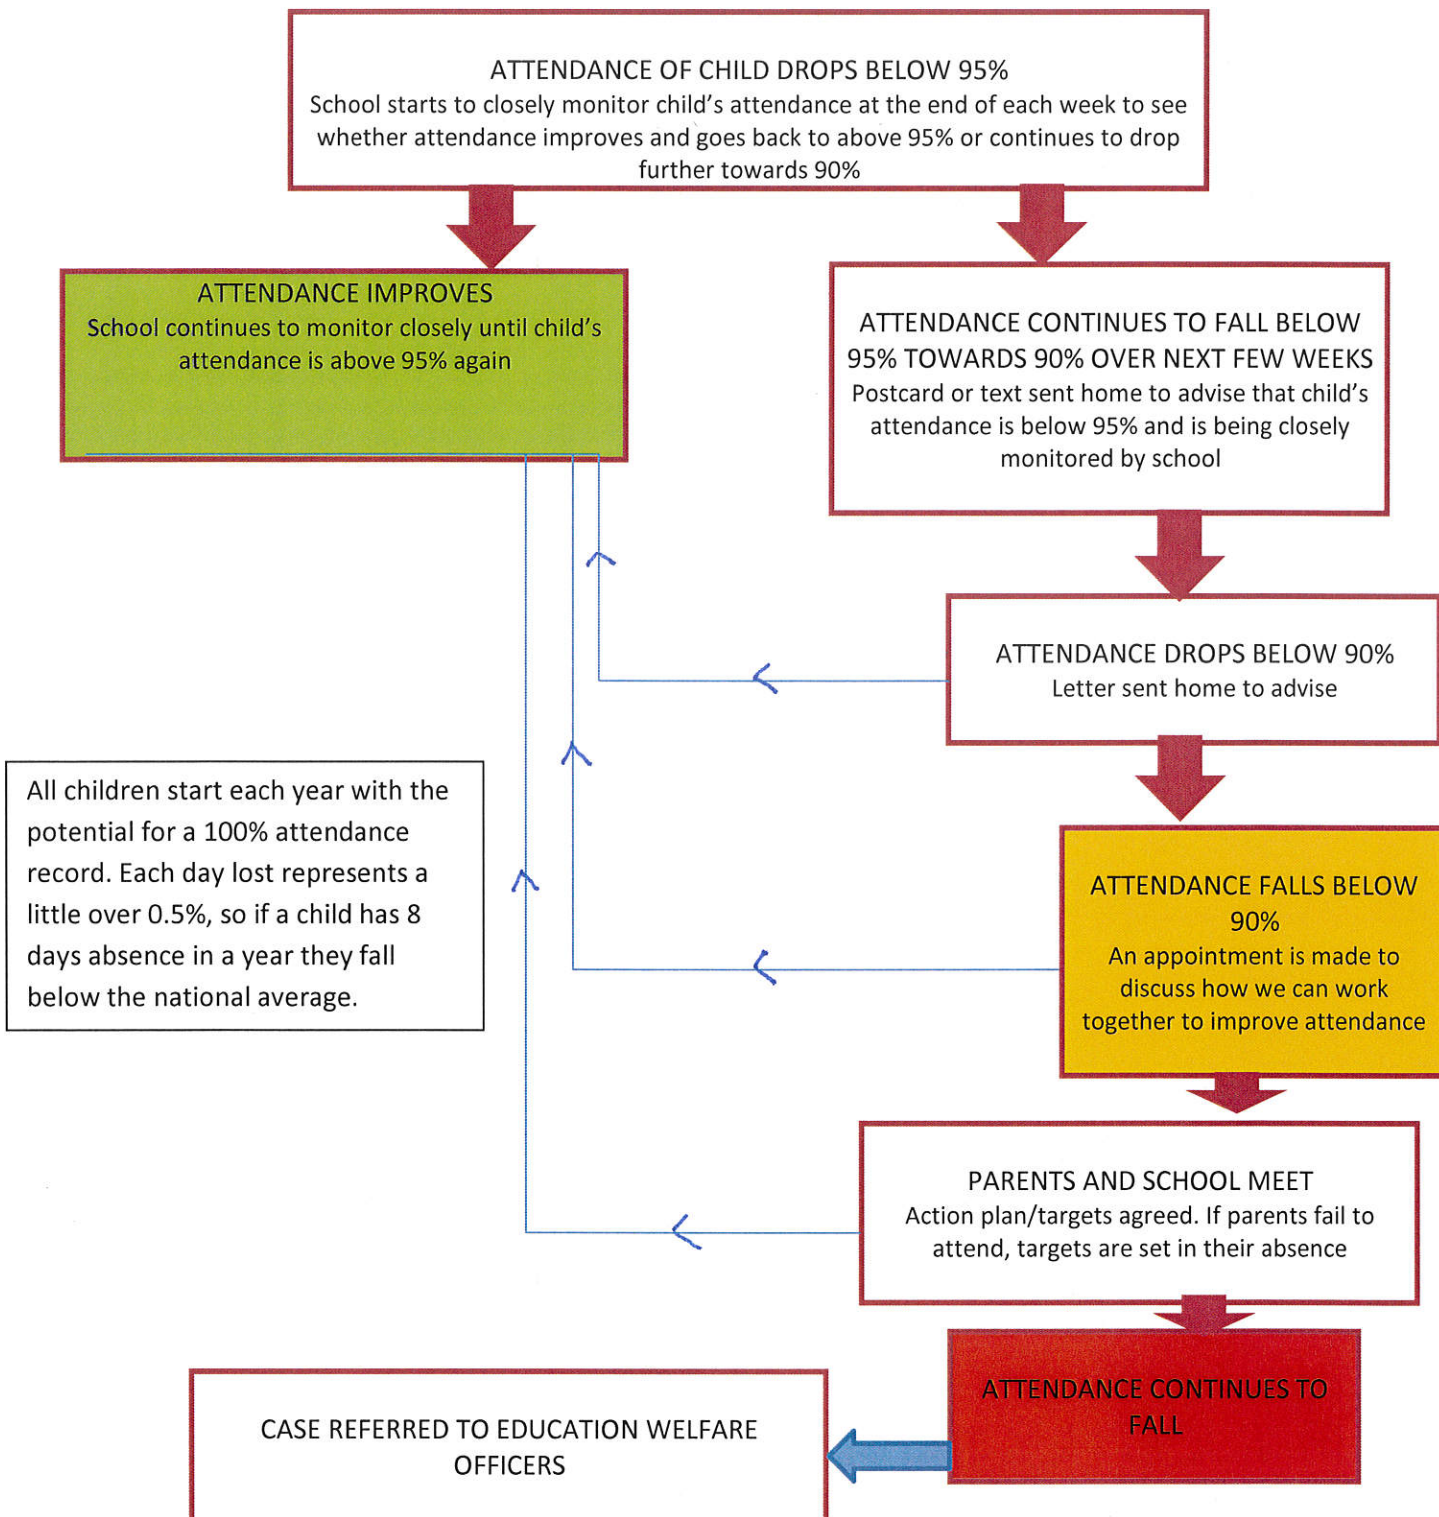 ATTENDANCE OF CHILD DROPS BELOW 95%
School starts to closely monitor child’s attendance at the end of each week to see
whether attendance improves and goes back to above 95% or continues to drop
further towards 90%
ATTENDANCE IMPROVES
School continues to monitor closely until child’s
attendance is above 95% again
ATTENDANCE CONTINUES TO FALL BELOW
95% TOWARDS 90% OVER NEXT FEW WEEKS
Postcard or text sent home to advise that child’s
attendance is below 95% and is being closely
monitored by school
ATTENDANCE DROPS BELOW 90%
Letter sent home to advise
All children start each year with the
potential for a 100% attendance
record. Each day lost represents a
little over 0.5%, so if a child has 8
days absence in a year they fall
below the national average.
ATTENDANCE FALLS BELOW
90%
An appointment is made to
discuss how we can work
together to improve attendance
PARENTS AND SCHOOL MEET
Action plan/targets agreed. If parents fail to
attend, targets are set in their absence
ATTENDANCE CONTINUES TO
FALL
CASE REFERRED TO EDUCATION WELFARE
OFFICERS